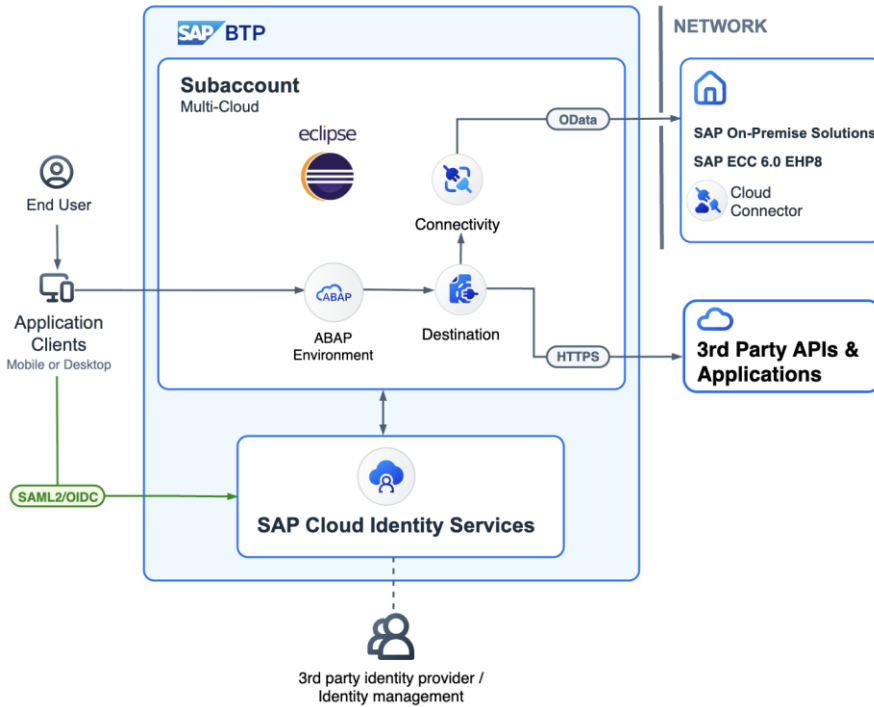 SAP BTP
NETWORK
Subaccount
Multi-Cloud
eclipse
OData
SAP On-Premise Solutions
SAP ECC 6.0 EHP8
Cloud
Connector
End User
Connectivity
ABAP
Application
Clients
Mobile or Desktop
ABAP
Environment
Destination
HTTPS
3rd Party APIs &
Applications
SAML2/OIDC
SAP Cloud Identity Services
3rd party identity provider /
Identity management